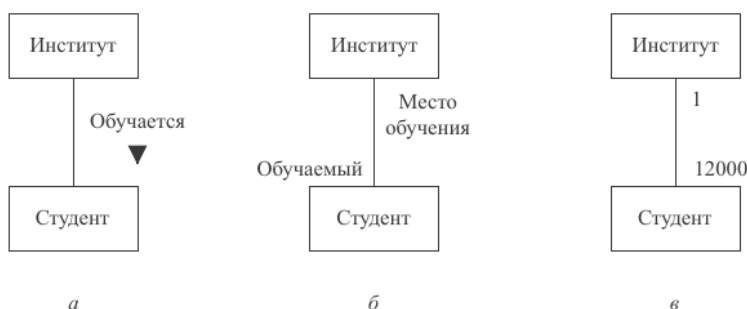 Институт
Институт
Институт
Обучается
Место
обучения
1
Обучаемый
12000
Студент
Студент
Студент
а
б
в